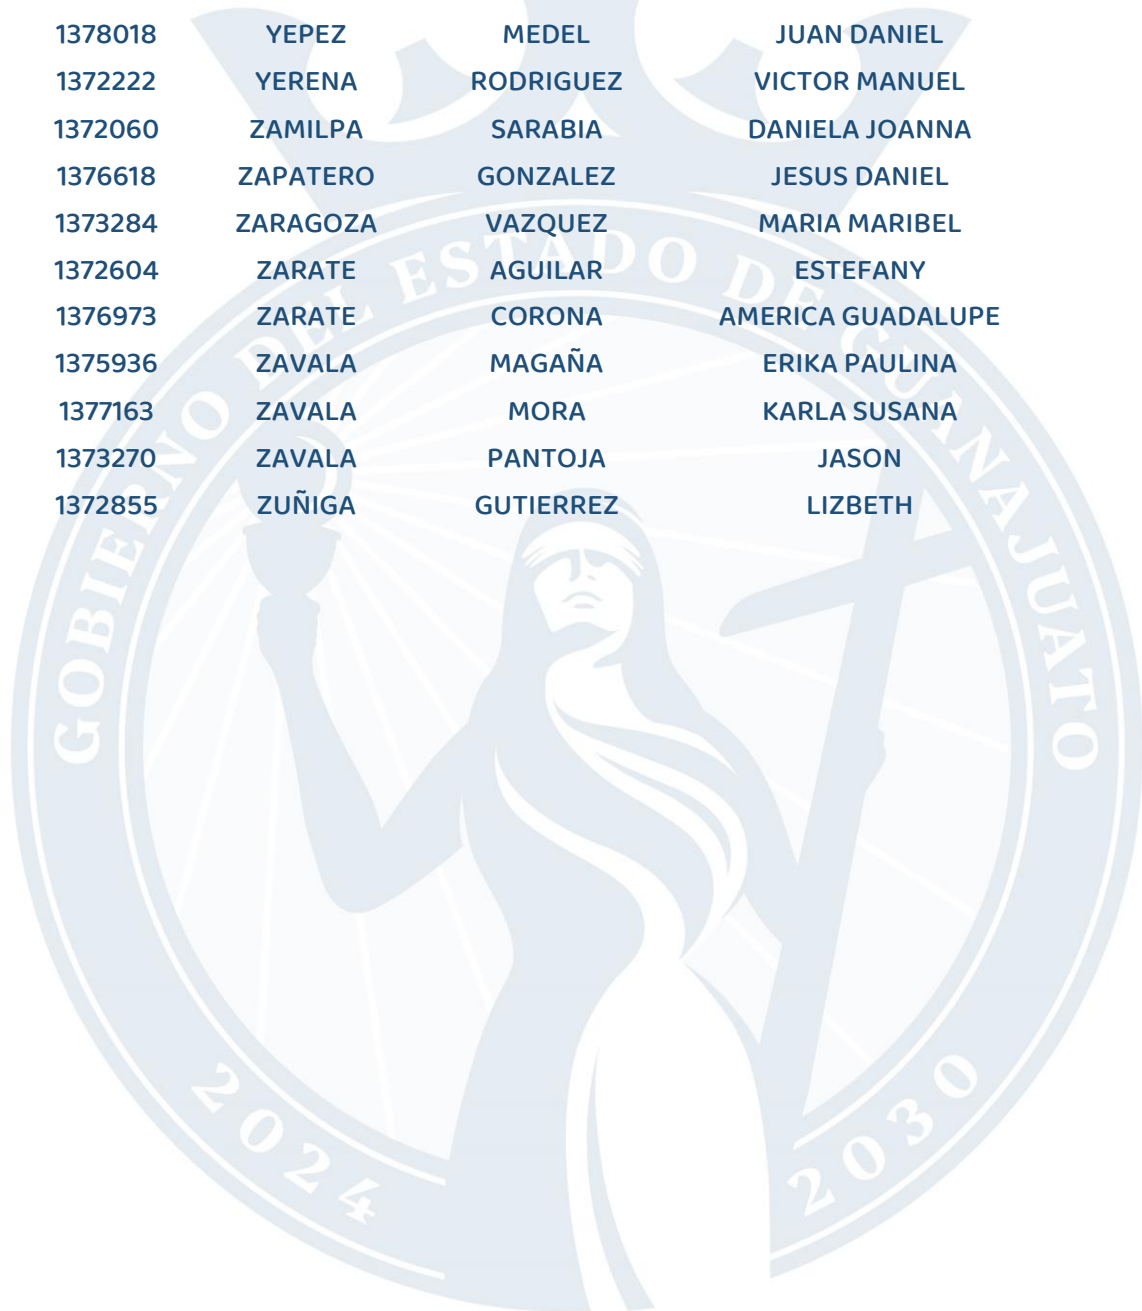 1378018 YEPEZ MEDEL JUAN DANIEL
1372222 YERENA RODRIGUEZ VICTOR MANUEL
1372060 ZAMILPA SARABIA DANIELA JOANNA
1376618 ZAPATERO GONZALEZ JESUS DANIEL
1373284 ZARAGOZA VAZQUEZ MARIA MARIBEL
1372604 ZARATE AGUILAR ESTEFANY
1376973 ZARATE CORONA AMERICA GUADALUPE
1375936 ZAVALA MAGAÑA ERIKA PAULINA
1377163 ZAVALA MORA KARLA SUSANA
1373270 ZAVALA PANTOJA JASON
1372855 ZUÑIGA GUTIERREZ LIZBETH
GOBIERNO DEL ESTADO DE GUANAJUATO
2024 2030